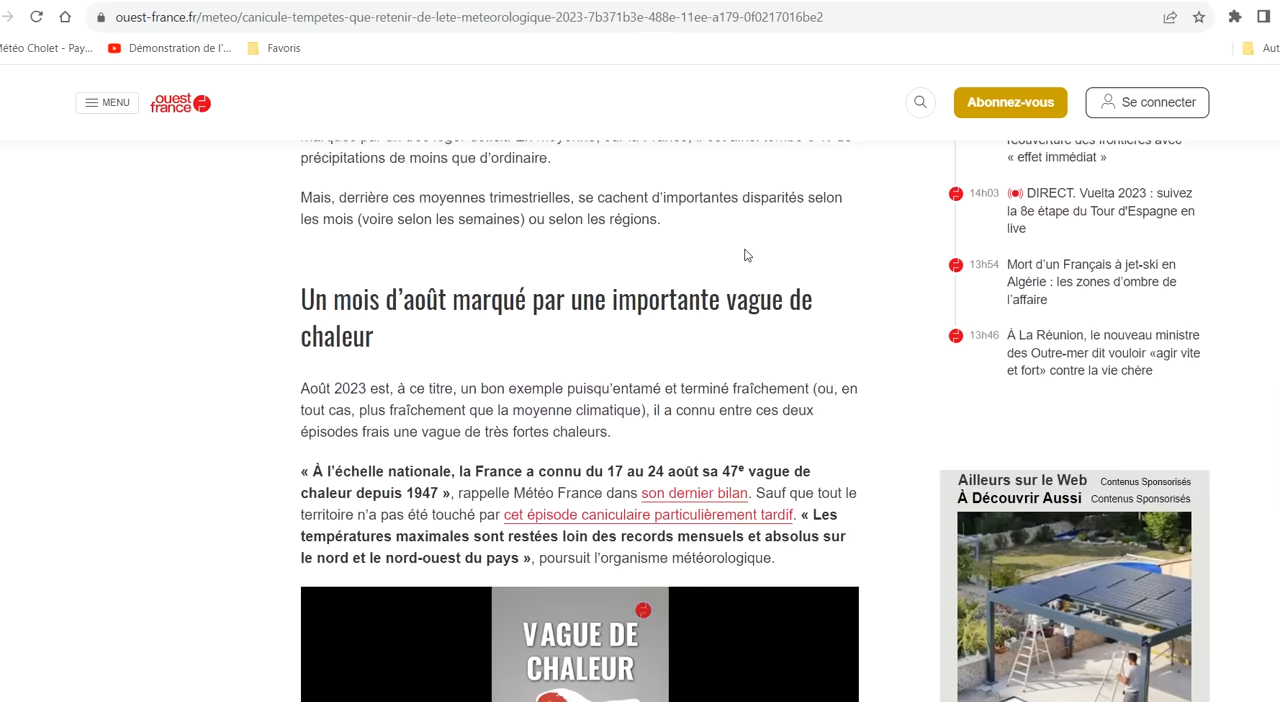 ouest-france.fr/meteo/canicule-tempetes-que-retenir-de-lete-meteorologique-2023-7b371b3e-488e-11ee-a179-0f0217016be2
Météo Cholet - Pay...
Démonstration de l'...
Favoris
Aut
MENU
ouest
france
Abonnez-vous
Se connecter
précipitations de moins que d’ordinaire.
Mais, derrière ces moyennes trimestrielles, se cachent d’importantes disparités selon
les mois (voire selon les semaines) ou selon les régions.
Un mois d’août marqué par une importante vague de
chaleur
Août 2023 est, à ce titre, un bon exemple puisqu’entamé et terminé fraîchement (ou, en
tout cas, plus fraîchement que la moyenne climatique), il a connu entre ces deux
épisodes frais une vague de très fortes chaleurs.
« À l’échelle nationale, la France a connu du 17 au 24 août sa 47e vague de
chaleur depuis 1947 », rappelle Météo France dans son dernier bilan. Sauf que tout le
territoire n’a pas été touché par cet épisode caniculaire particulièrement tardif. « Les
températures maximales sont restées loin des records mensuels et absolus sur
le nord et le nord-ouest du pays », poursuit l’organisme météorologique.
VAGUE DE
CHALEUR
réouverture des frontières avec
« effet immédiat »
14h03 DIRECT. Vuelta 2023 : suivez
la 8e étape du Tour d'Espagne en
live
13h54 Mort d’un Français à jet-ski en
Algérie : les zones d’ombre de
l’affaire
13h46 À La Réunion, le nouveau ministre
des Outre-mer dit vouloir «agir vite
et fort» contre la vie chère
Ailleurs sur le Web Contenus Sponsorisés
À Découvrir Aussi Contenus Sponsorisés